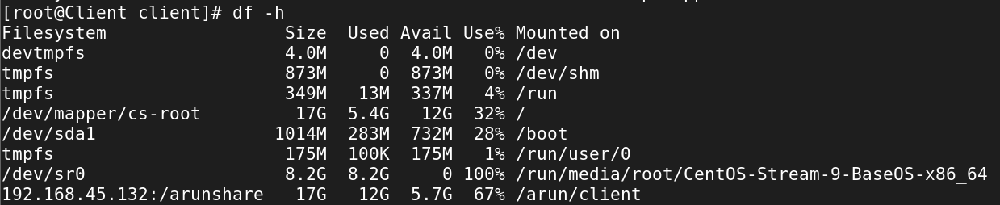 [root@Client client]# df -h
Filesystem                 Size  Used Avail Use% Mounted on
devtmpfs                   4.0M     0  4.0M   0% /dev
tmpfs                      873M     0  873M   0% /dev/shm
tmpfs                      349M   13M  337M   4% /run
/dev/mapper/cs-root         17G  5.4G   12G  32% /
/dev/sda1                 1014M  283M  732M  28% /boot
tmpfs                      175M  100K  175M   1% /run/user/0
/dev/sr0                   8.2G  8.2G     0 100% /run/media/root/CentOS-Stream-9-BaseOS-x86_64
192.168.45.132:/arunshare   17G   12G  5.7G  67% /arun/client